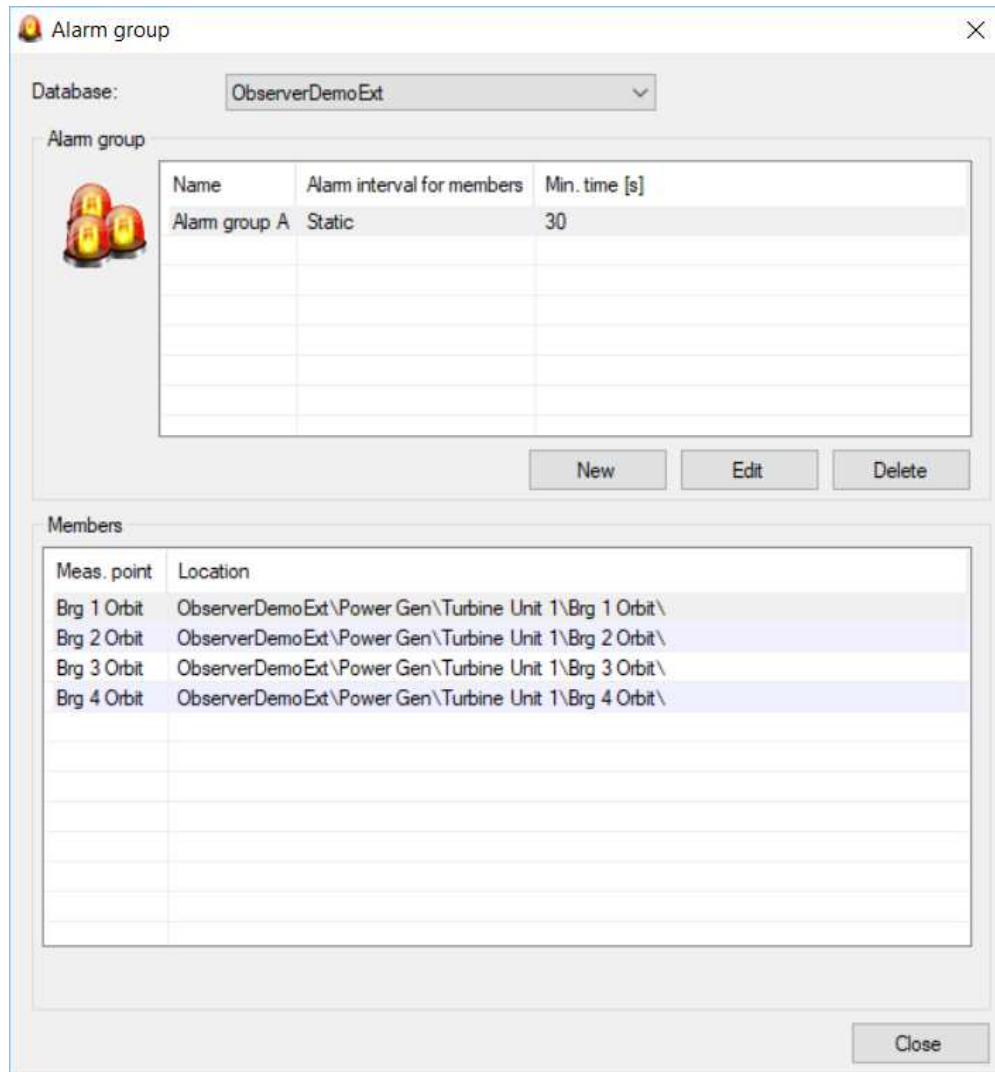 Alarm group
Database: ObserverDemoExt
Alarm group
Name Alarm interval for members Min. time [s]
Alarm group A Static 30
New Edit Delete
Members
Meas. point Location
Brg 1 Orbit ObserverDemoExt\Power Gen\Turbine Unit 1\Brg 1 Orbit\
Brg 2 Orbit ObserverDemoExt\Power Gen\Turbine Unit 1\Brg 2 Orbit\
Brg 3 Orbit ObserverDemoExt\Power Gen\Turbine Unit 1\Brg 3 Orbit\
Brg 4 Orbit ObserverDemoExt\Power Gen\Turbine Unit 1\Brg 4 Orbit\
Close